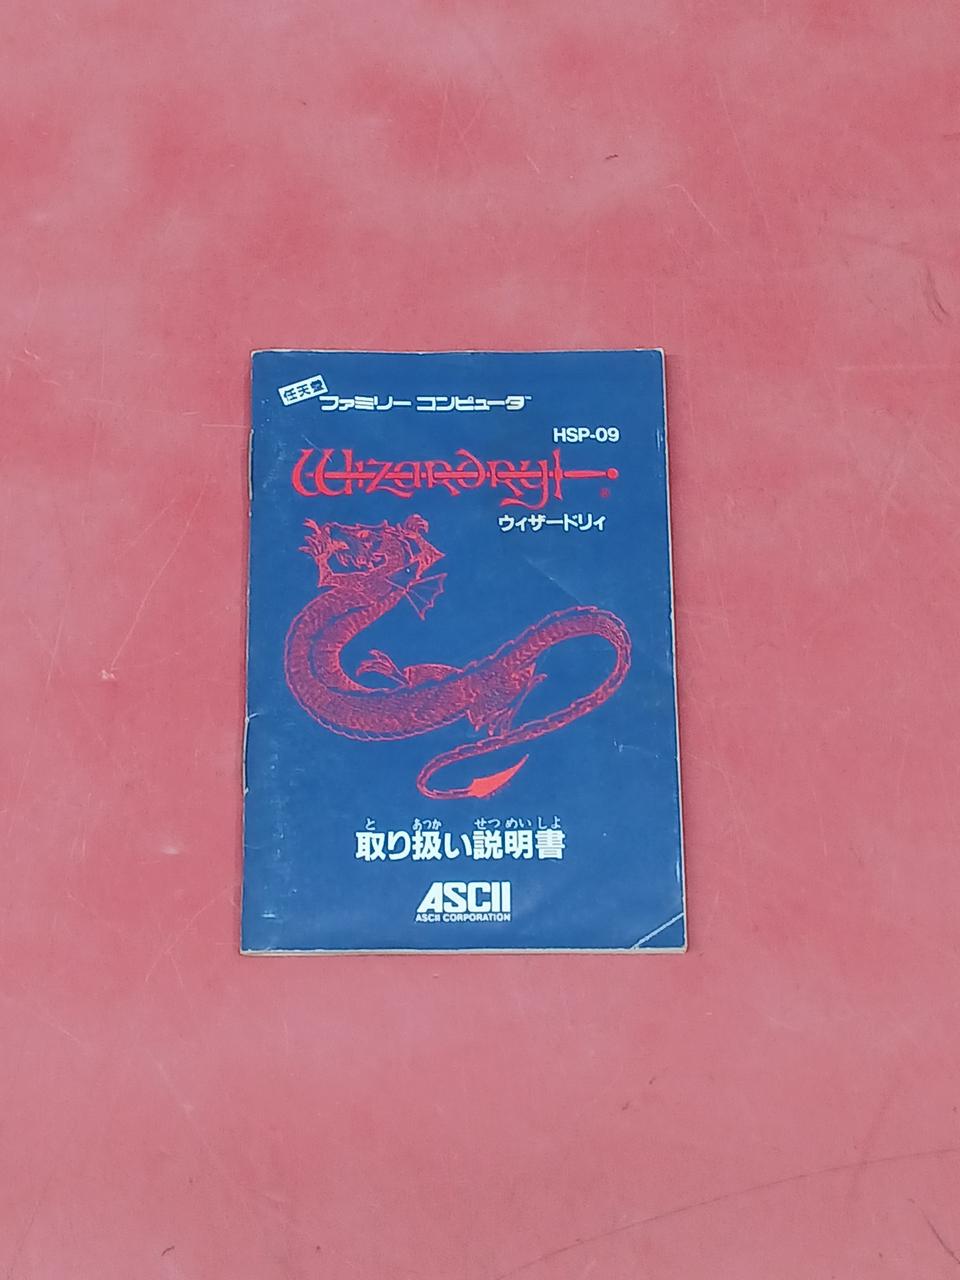 任天堂
ファミリー コンピュータ™
HSP-09
Wizardry
®
ウィザードリィ
と あつか せつ めい しょ
取り扱い説明書
ASCII
ASCII CORPORATION